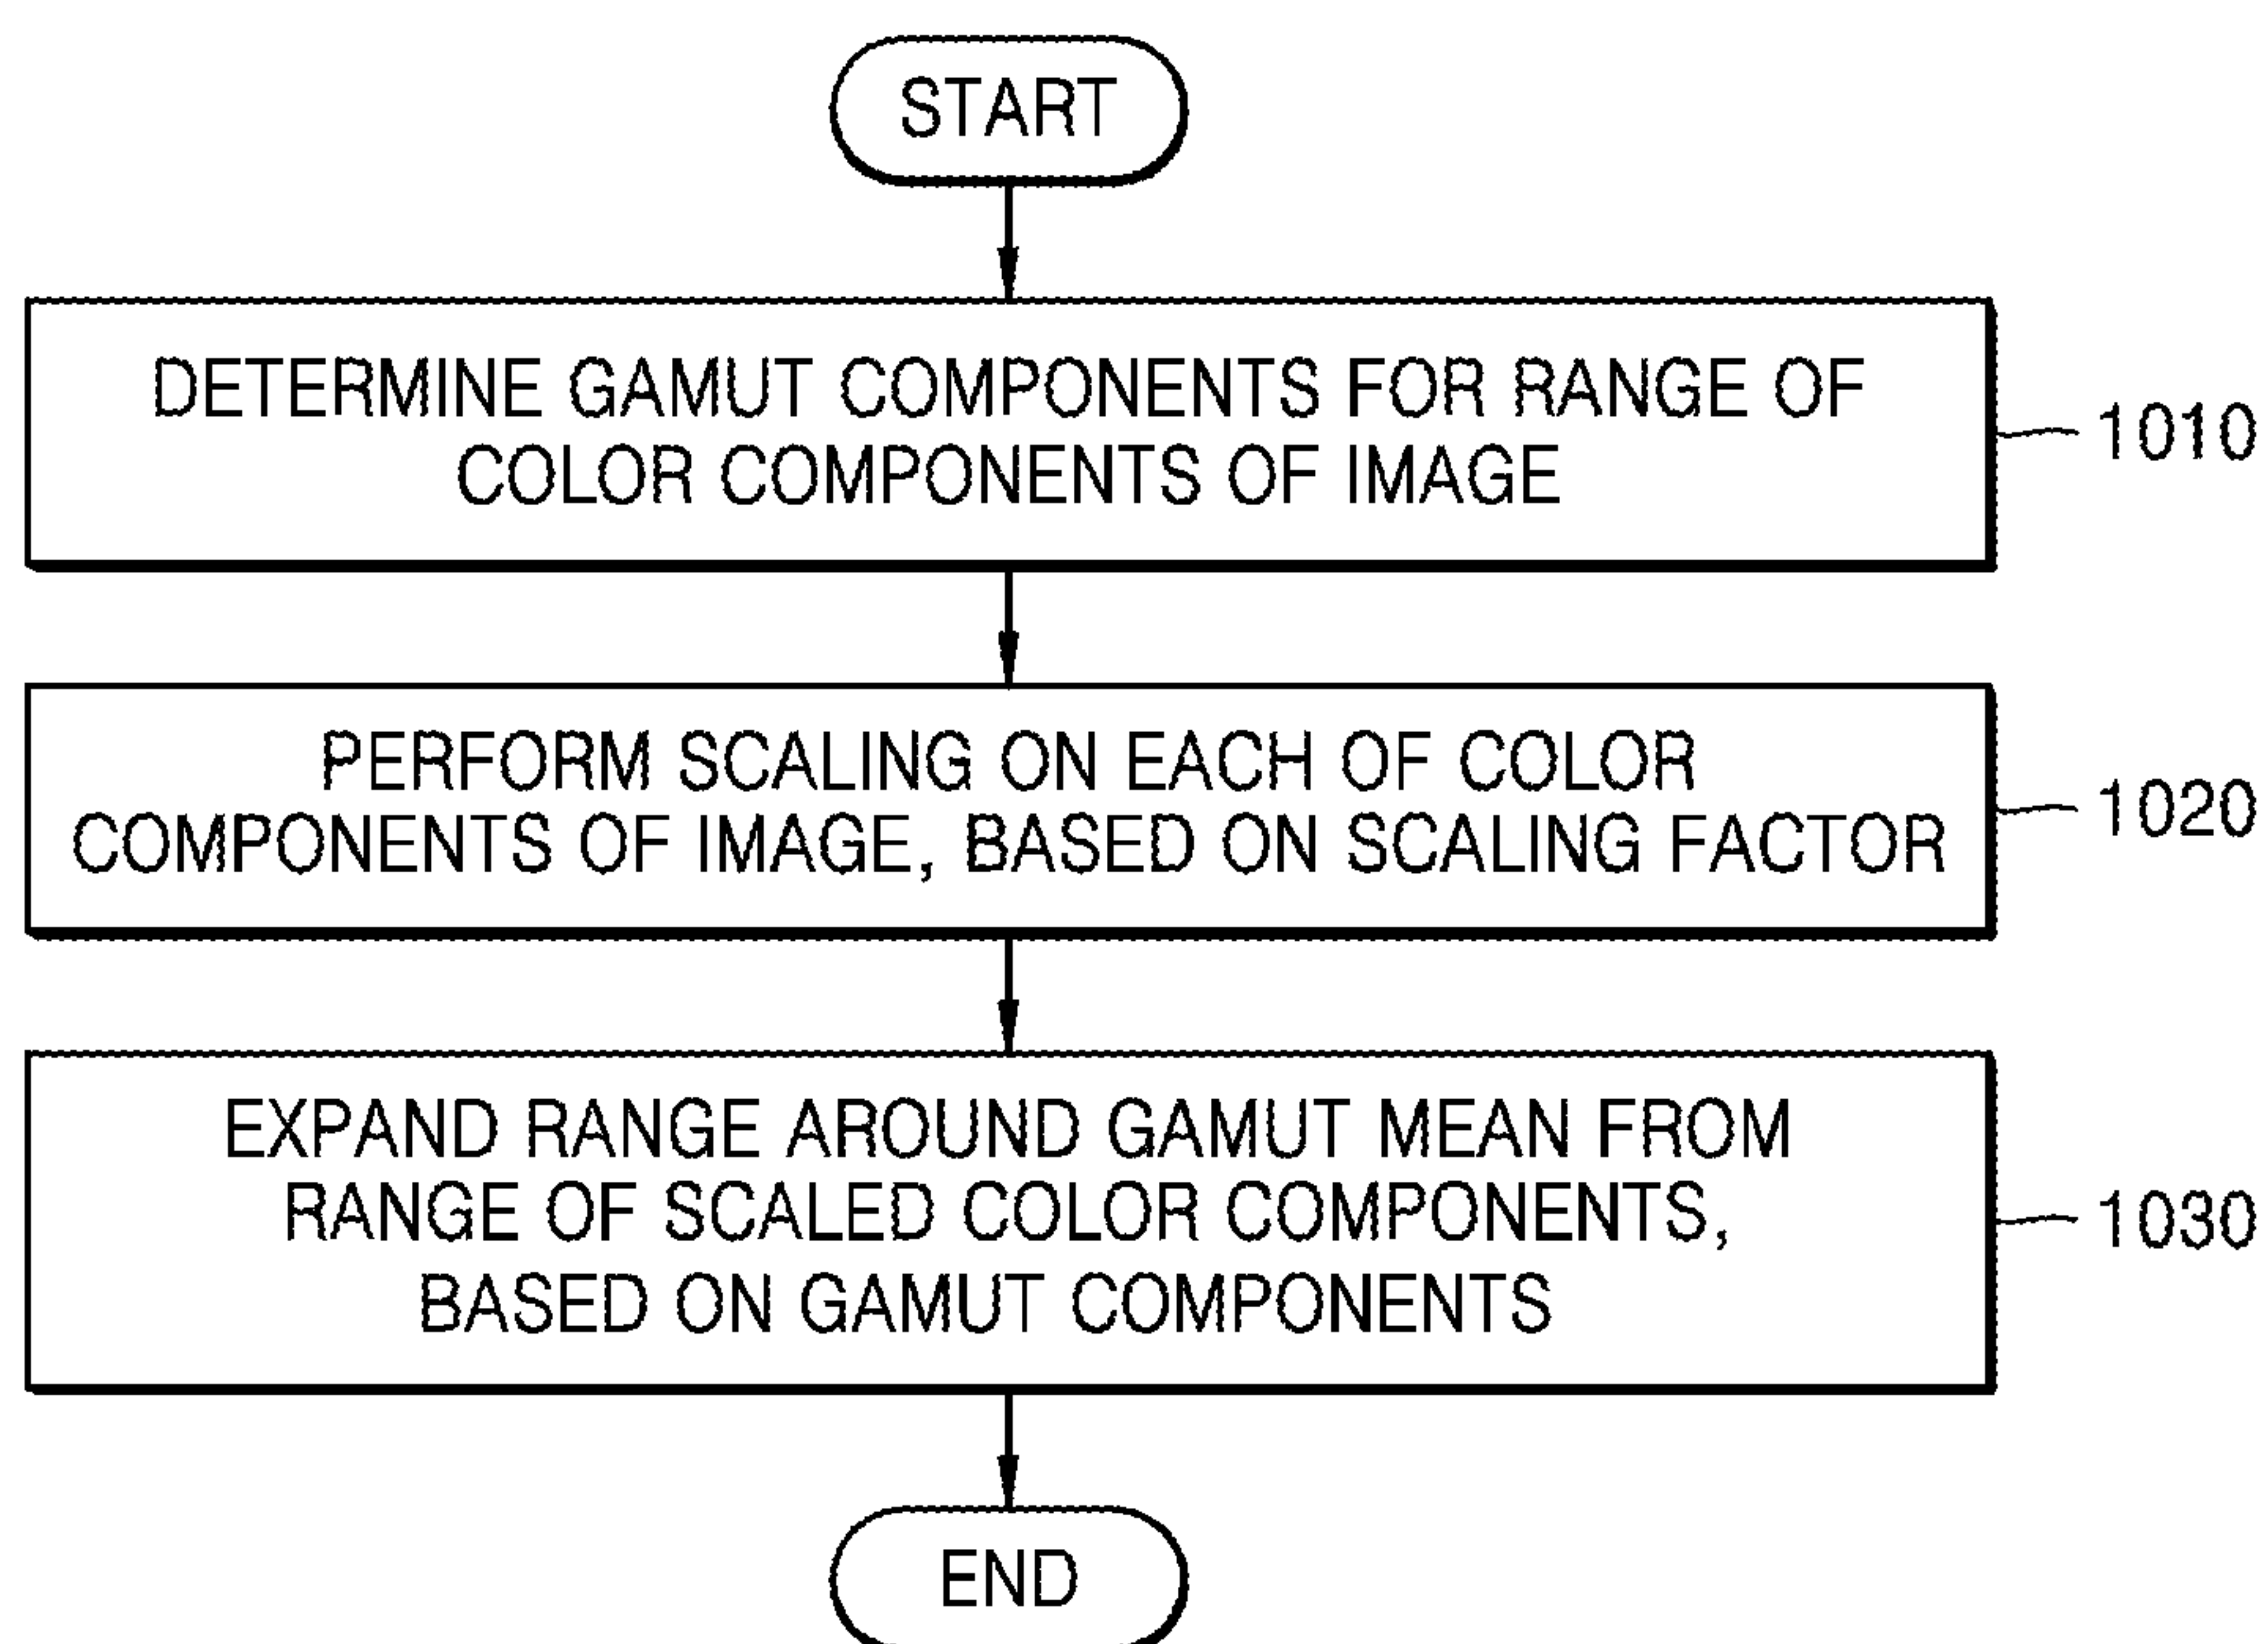 START
DETERMINE GAMUT COMPONENTS FOR RANGE OF
COLOR COMPONENTS OF IMAGE
1010
PERFORM SCALING ON EACH OF COLOR
COMPONENTS OF IMAGE, BASED ON SCALING FACTOR
1020
EXPAND RANGE AROUND GAMUT MEAN FROM
RANGE OF SCALED COLOR COMPONENTS,
BASED ON GAMUT COMPONENTS
1030
END